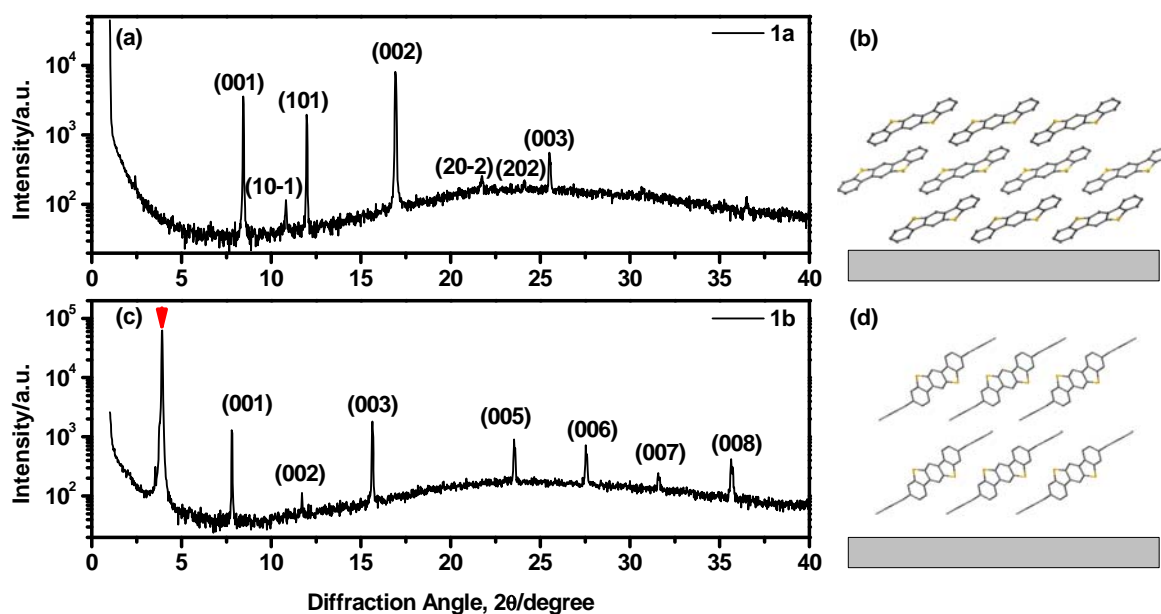 (a)
1a
(b)
Intensity/a.u.
10⁴
10³
10²
(001)
(10-1)
(101)
(002)
(20-2)
(202)
(003)
0 5 10 15 20 25 30 35 40
(c)
1b
(d)
Intensity/a.u.
10⁵
10⁴
10³
10²
(001)
(002)
(003)
(005)
(006)
(007)
(008)
0 5 10 15 20 25 30 35 40
Diffraction Angle, 2θ/degree